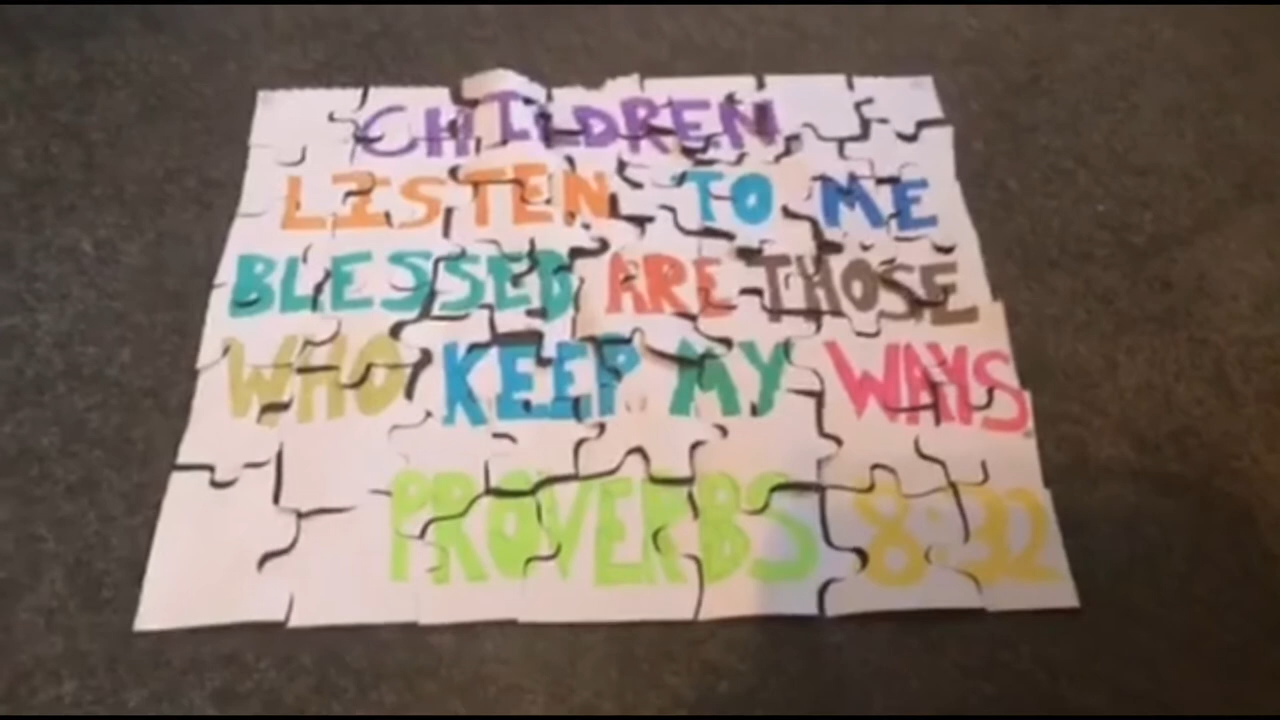 CHILDREN
LISTEN TO ME
BLESSED ARE THOSE
WHO KEEP MY WAYS
PROVERBS 8:32